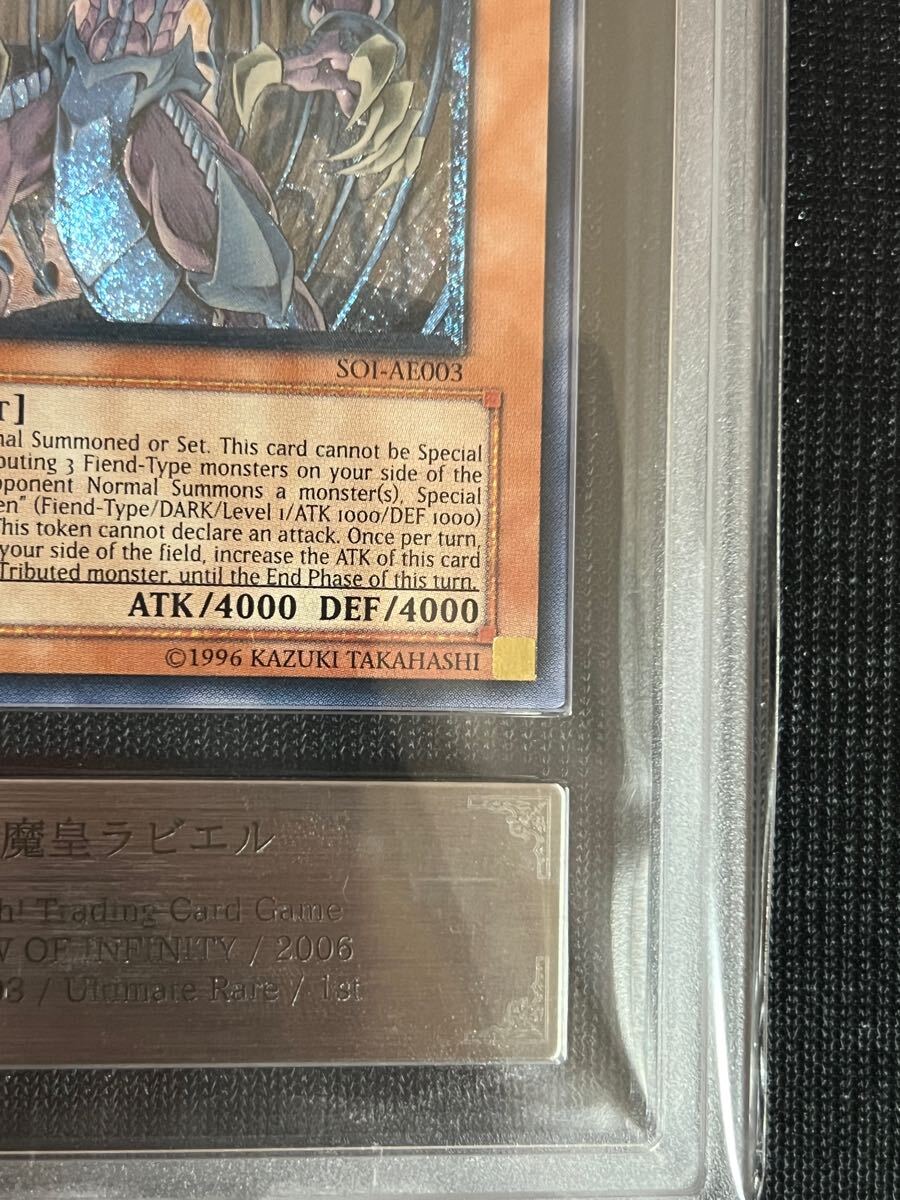 SOI-AE003
T]
nal Summoned or Set. This card cannot be Special
buting 3 Fiend-Type monsters on your side of the
pponent Normal Summons a monster(s), Special
en" (Fiend-Type/DARK/Level 1/ATK 1000/DEF 1000)
This token cannot declare an attack. Once per turn,
your side of the field, increase the ATK of this card
Tributed monster, until the End Phase of this turn.
ATK/4000 DEF/4000
©1996 KAZUKI TAKAHASHI
魔皇ラビエル
h! Trading Card Game
W OF INFINITY / 2006
03 / Ultimate Rare / 1st